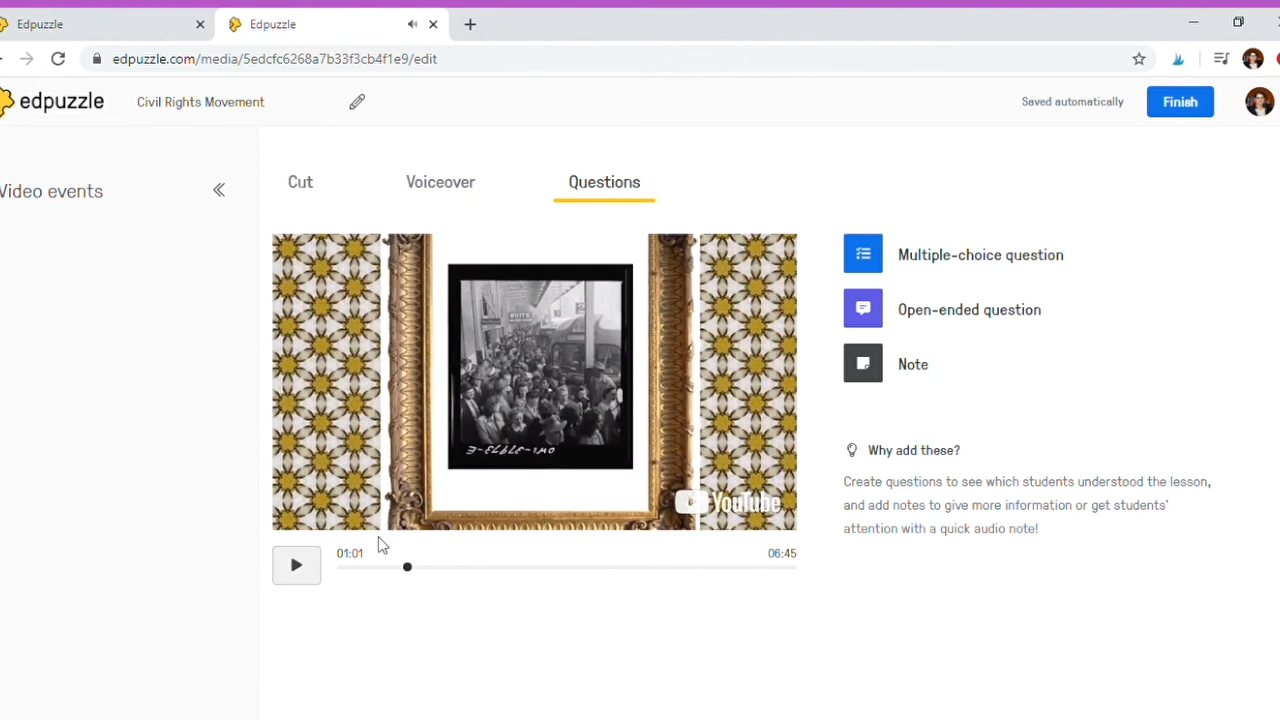 Edpuzzle
Edpuzzle
edpuzzle.com/media/5edcfc6268a7b33f3cb4f1e9/edit
edpuzzle
Civil Rights Movement
Saved automatically
Finish
Video events
Cut
Voiceover
Questions
WHITE
YouTube
01:01
06:45
Multiple-choice question
Open-ended question
Note
Why add these?
Create questions to see which students understood the lesson,
and add notes to give more information or get students'
attention with a quick audio note!